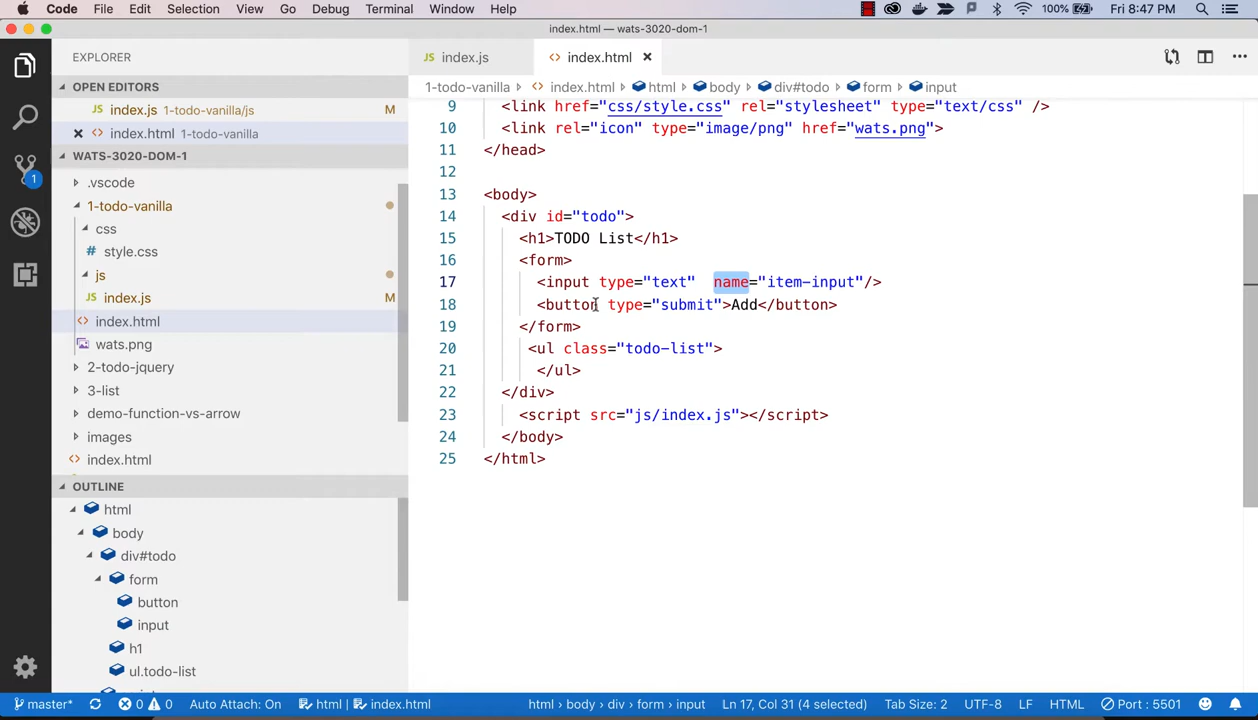 Code File Edit Selection View Go Debug Terminal Window Help 100% Fri 8:47 PM
index.html — wats-3020-dom-1
EXPLORER
JS index.js
<> index.html ×
OPEN EDITORS
JS index.js 1-todo-vanilla/js M
× <> index.html 1-todo-vanilla
WATS-3020-DOM-1
.vscode
1-todo-vanilla
css
# style.css
js
JS index.js M
<> index.html
wats.png
2-todo-jquery
3-list
demo-function-vs-arrow
images
<> index.html
1
OUTLINE
html
body
div#todo
form
button
input
h1
ul.todo-list
1-todo-vanilla <> index.html html body div#todo form input
9 <link href="css/style.css" rel="stylesheet" type="text/css" />
10 <link rel="icon" type="image/png" href="wats.png">
11 </head>
12
13 <body>
14 <div id="todo">
15 <h1>TODO List</h1>
16 <form>
17 <input type="text" name="item-input"/>
18 <button type="submit">Add</button>
19 </form>
20 <ul class="todo-list">
21 </ul>
22 </div>
23 <script src="js/index.js"></script>
24 </body>
25 </html>
master* 0 0 Auto Attach: On html index.html html › body › div › form › input Ln 17, Col 31 (4 selected) Tab Size: 2 UTF-8 LF HTML Port : 5501